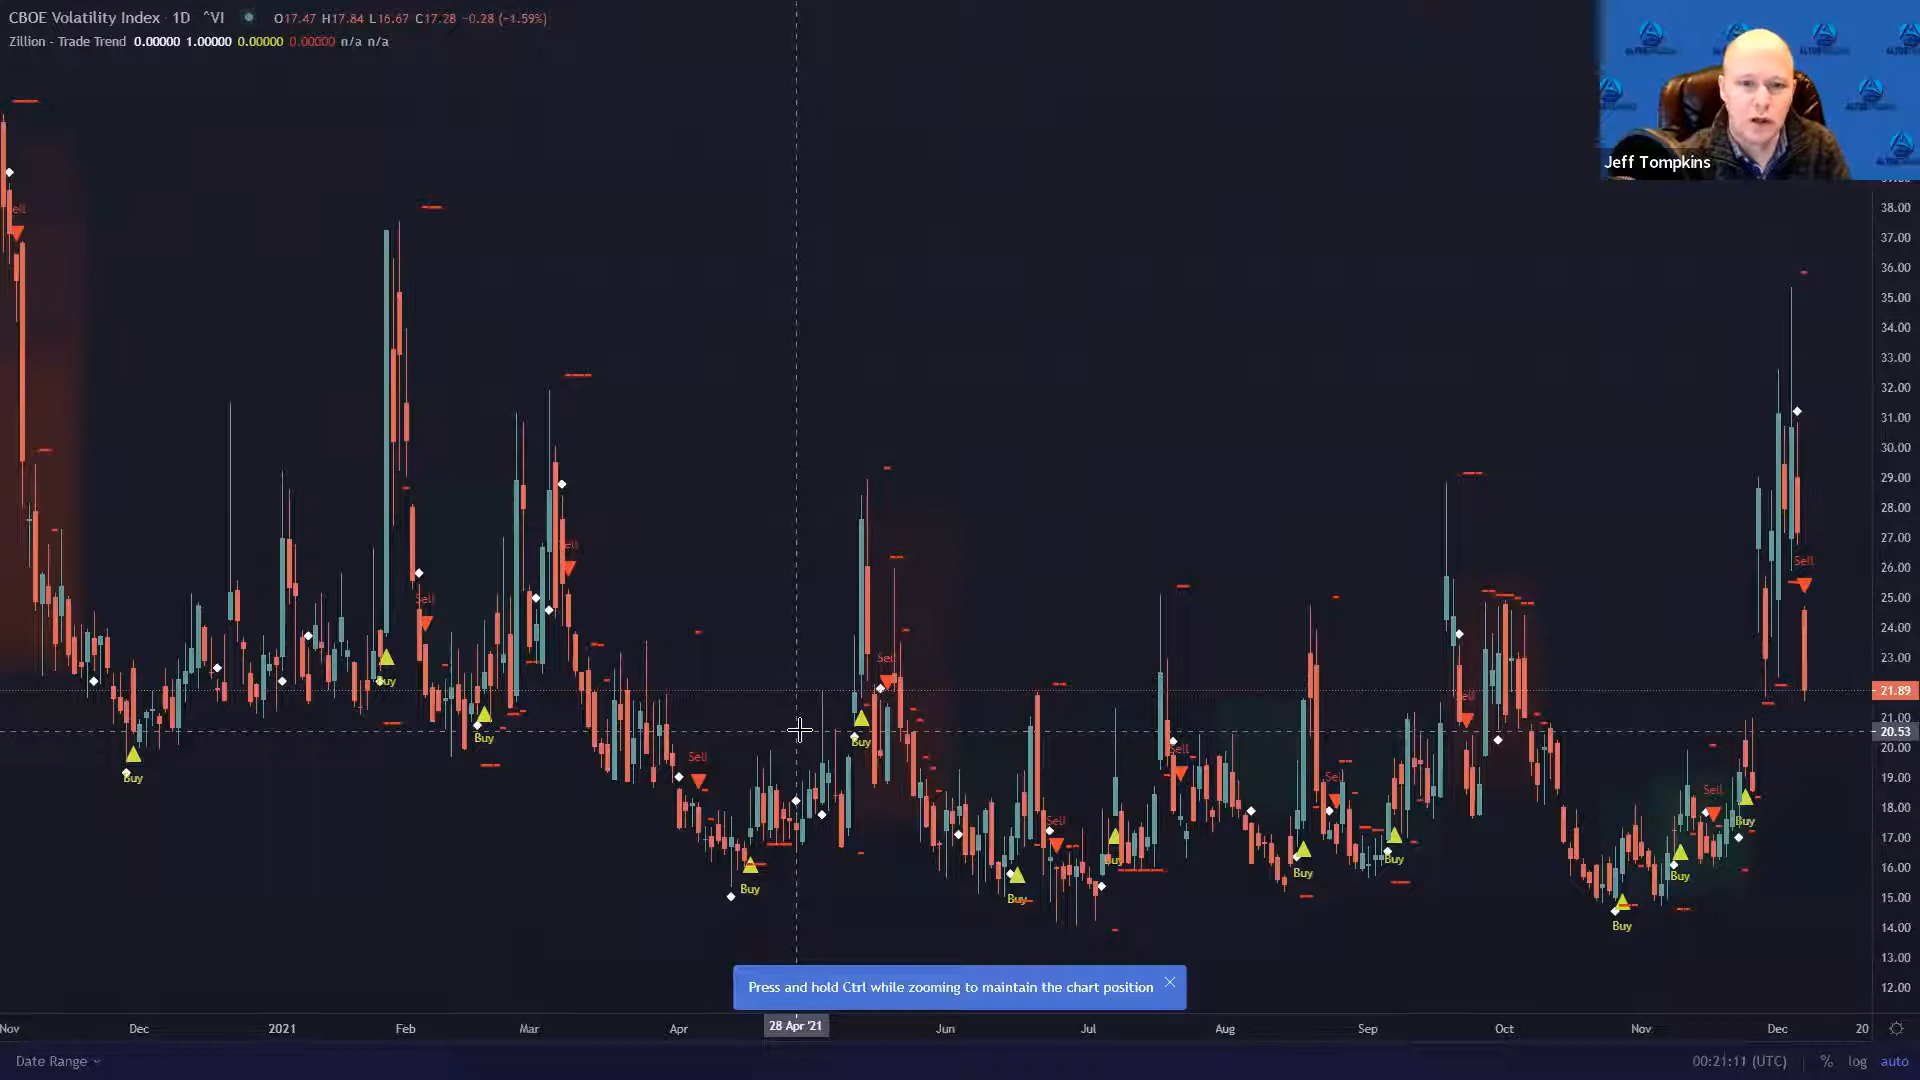 CBOE Volatility Index · 1D ^VI O17.47 H17.84 L16.67 C17.28 −0.28 (−1.59%)
Zillion - Trade Trend 0.00000 1.00000 0.00000 0.00000 n/a n/a
Jeff Tompkins
38.00
37.00
36.00
35.00
34.00
33.00
32.00
31.00
30.00
29.00
28.00
27.00
26.00
25.00
24.00
23.00
21.89
21.00
20.53
20.00
19.00
18.00
17.00
16.00
15.00
14.00
13.00
12.00
Sell
Sell
Sell
Sell
Sell
Sell
Sell
Buy
Buy
Buy
Buy
Buy
Buy
Buy
Buy
Buy
Buy
Press and hold Ctrl while zooming to maintain the chart position
Nov Dec 2021 Feb Mar Apr 28 Apr '21 Jun Jul Aug Sep Oct Nov Dec 20
Date Range
00:21:11 (UTC) % log auto